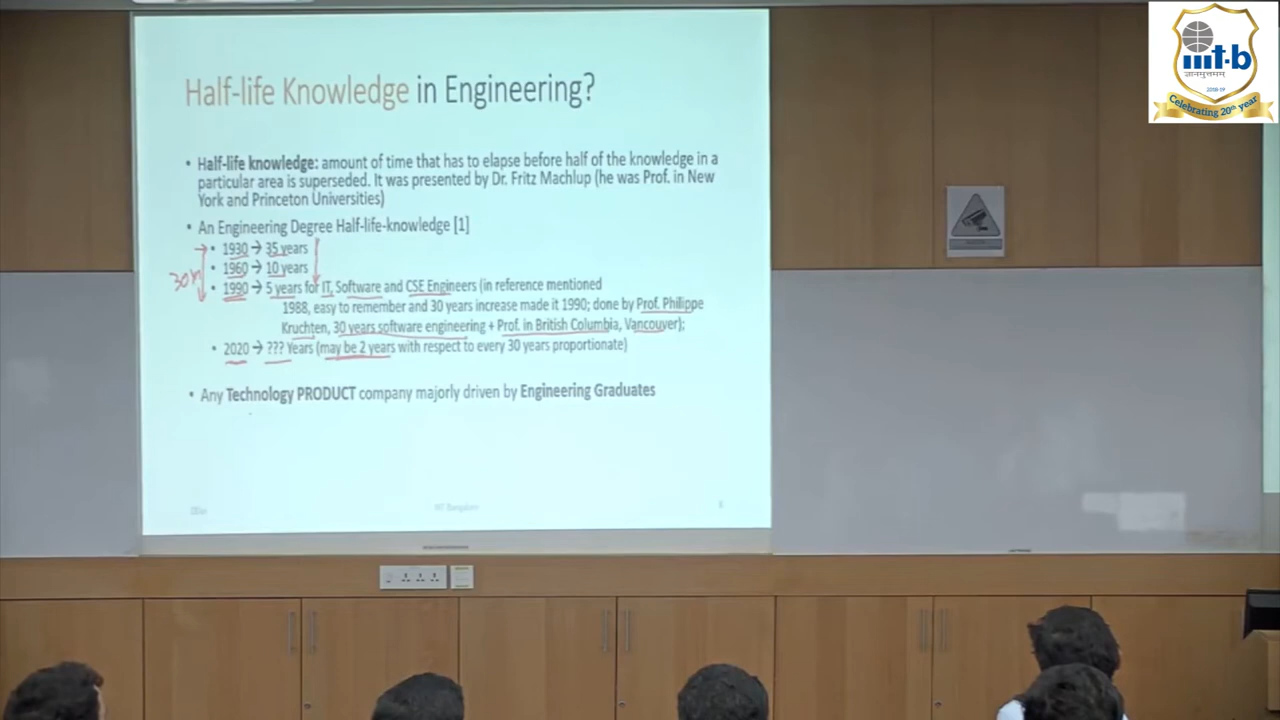 Half-life Knowledge in Engineering?
• Half-life knowledge: amount of time that has to elapse before half of the knowledge in a
particular area is superseded. It was presented by Dr. Fritz Machlup (he was Prof. in New
York and Princeton Universities)
• An Engineering Degree Half-life-knowledge [1]
• 1930 → 35 years
• 1960 → 10 years
• 1990 → 5 years for IT, Software and CSE Engineers (in reference mentioned
1988, easy to remember and 30 years increase made it 1990; done by Prof. Philippe
Kruchten, 30 years software engineering + Prof. in British Columbia, Vancouver);
• 2020 → ??? Years (may be 2 years with respect to every 30 years proportionate)
• Any Technology PRODUCT company majorly driven by Engineering Graduates
iiit-b
ज्ञानमुत्तमम्
2018-19
Celebrating 20th year